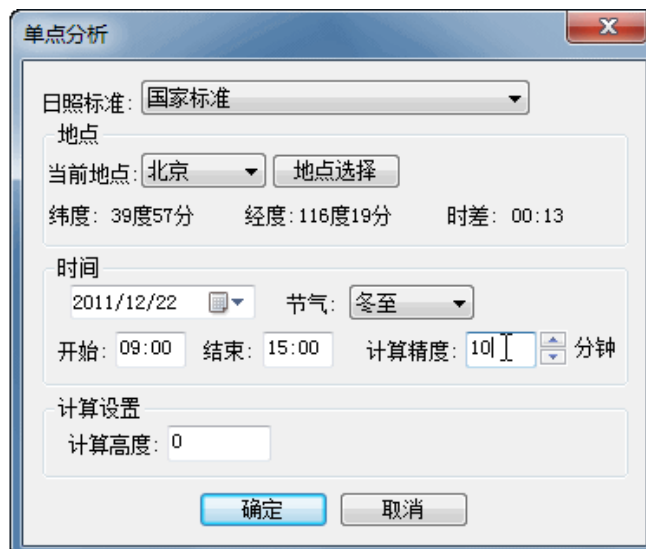 单点分析
日照标准: 国家标准
地点
当前地点: 北京 地点选择
纬度: 39度57分 经度:116度19分 时差: 00:13
时间
2011/12/22 节气: 冬至
开始: 09:00 结束: 15:00 计算精度: 10 分钟
计算设置
计算高度: 0
确定 取消